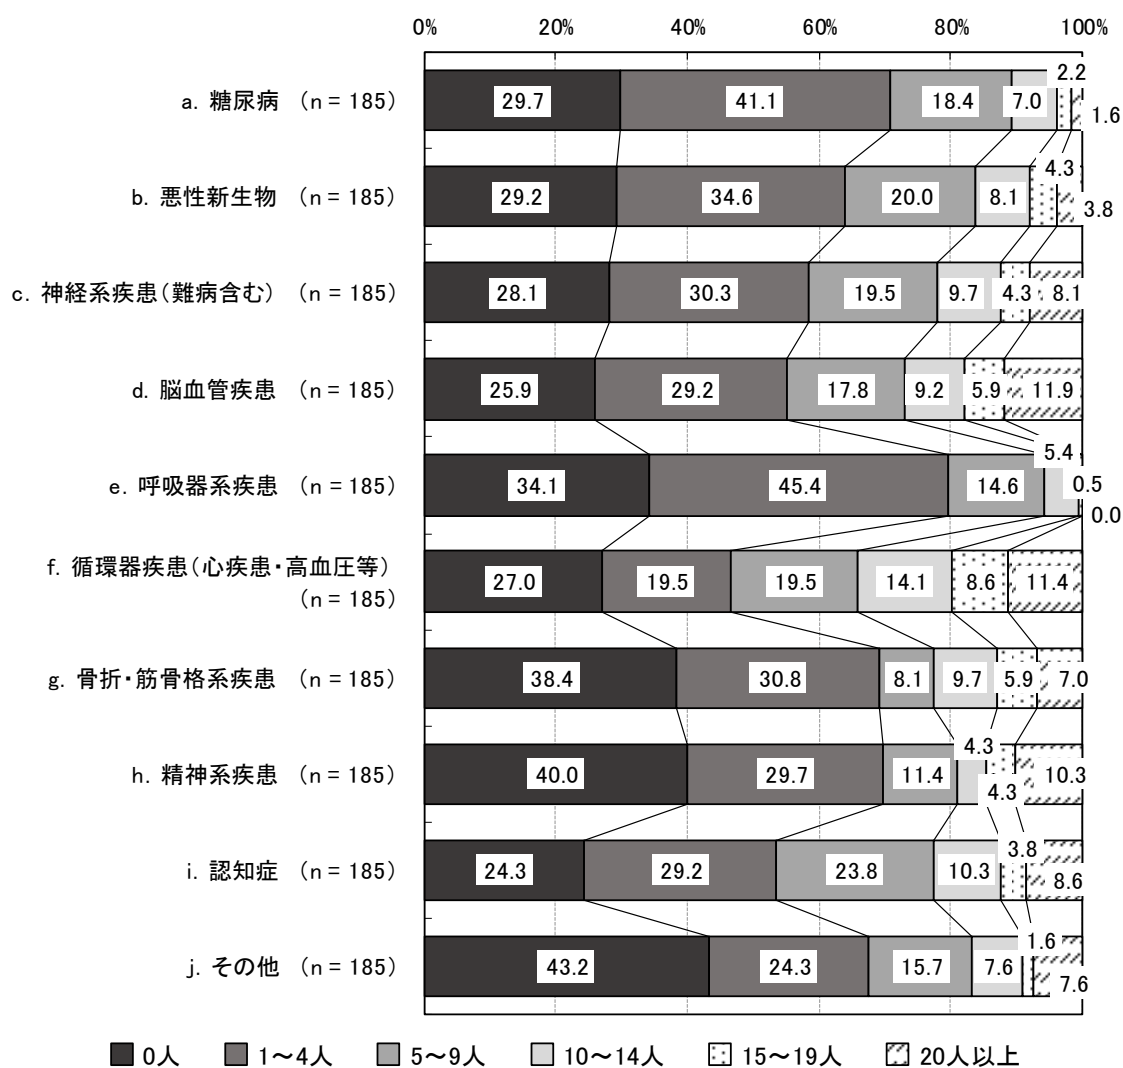 0% 20% 40% 60% 80% 100%
a. 糖尿病 （n = 185） 29.7 41.1 18.4 7.0 2.2 1.6
b. 悪性新生物 （n = 185） 29.2 34.6 20.0 8.1 4.3 3.8
c. 神経系疾患（難病含む） （n = 185） 28.1 30.3 19.5 9.7 4.3 8.1
d. 脳血管疾患 （n = 185） 25.9 29.2 17.8 9.2 5.9 11.9
e. 呼吸器系疾患 （n = 185） 34.1 45.4 14.6 5.4 0.5 0.0
f. 循環器疾患（心疾患・高血圧等）
（n = 185） 27.0 19.5 19.5 14.1 8.6 11.4
g. 骨折・筋骨格系疾患 （n = 185） 38.4 30.8 8.1 9.7 5.9 7.0
h. 精神系疾患 （n = 185） 40.0 29.7 11.4 4.3 4.3 10.3
i. 認知症 （n = 185） 24.3 29.2 23.8 10.3 3.8 8.6
j. その他 （n = 185） 43.2 24.3 15.7 7.6 1.6 7.6
0人 1～4人 5～9人 10～14人 15～19人 20人以上